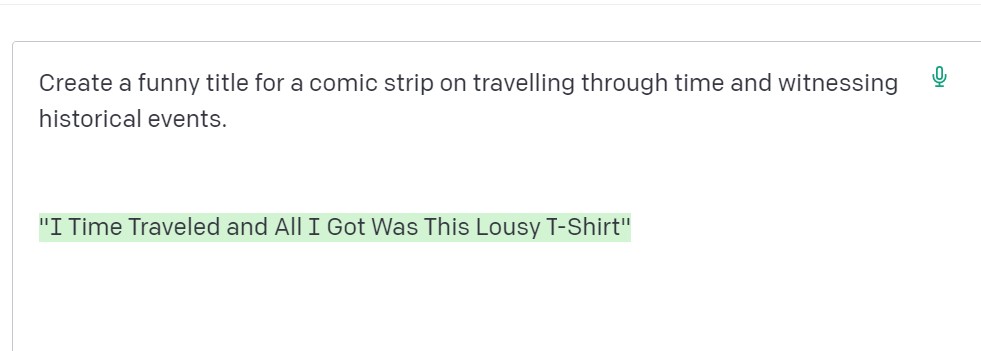 Create a funny title for a comic strip on travelling through time and witnessing
historical events.
"I Time Traveled and All I Got Was This Lousy T-Shirt"